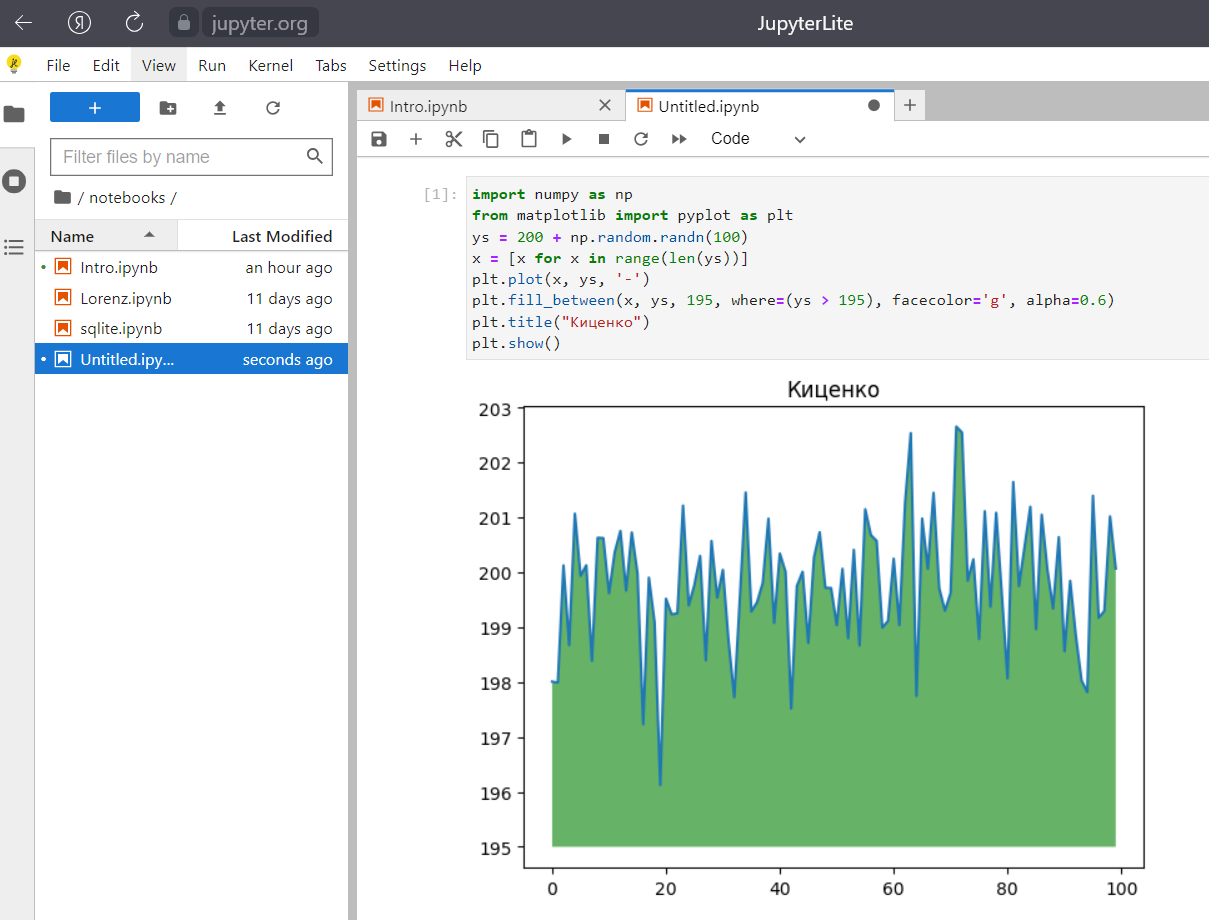 Я jupyter.org JupyterLite
File Edit View Run Kernel Tabs Settings Help
+
Filter files by name
/ notebooks /
Name Last Modified
Intro.ipynb an hour ago
Lorenz.ipynb 11 days ago
sqlite.ipynb 11 days ago
Untitled.ipy... seconds ago
Intro.ipynb Untitled.ipynb
Code
[1]:
import numpy as np
from matplotlib import pyplot as plt
ys = 200 + np.random.randn(100)
x = [x for x in range(len(ys))]
plt.plot(x, ys, '-')
plt.fill_between(x, ys, 195, where=(ys > 195), facecolor='g', alpha=0.6)
plt.title("Киценко")
plt.show()
Киценко
203
202
201
200
199
198
197
196
195
0 20 40 60 80 100